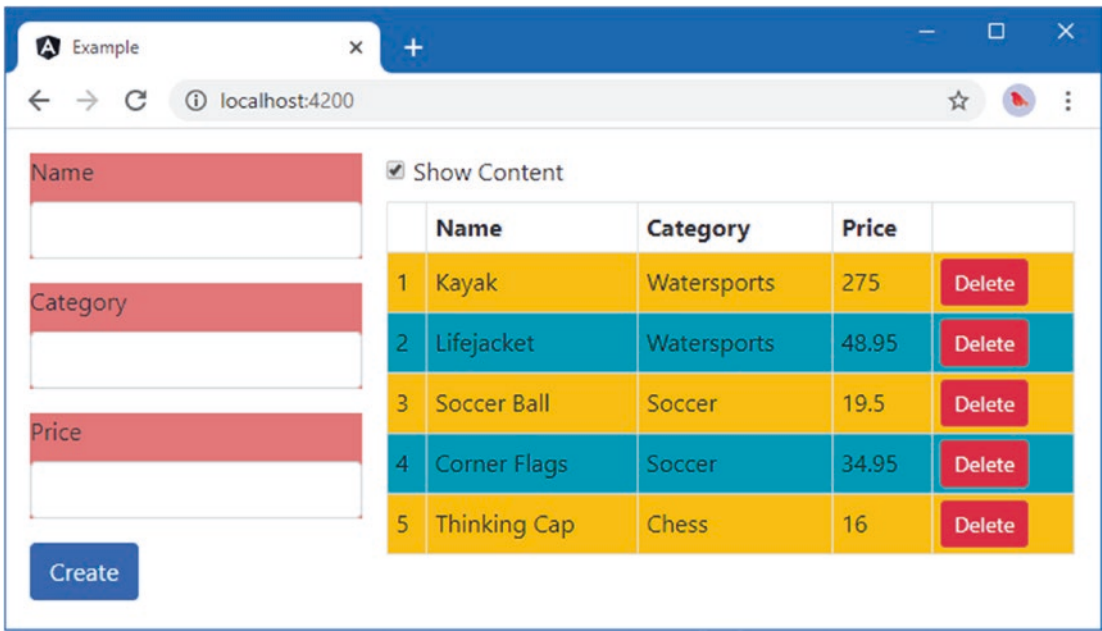 Example
localhost:4200
Name
Category
Price
Create
Show Content
Name Category Price
1 Kayak Watersports 275 Delete
2 Lifejacket Watersports 48.95 Delete
3 Soccer Ball Soccer 19.5 Delete
4 Corner Flags Soccer 34.95 Delete
5 Thinking Cap Chess 16 Delete